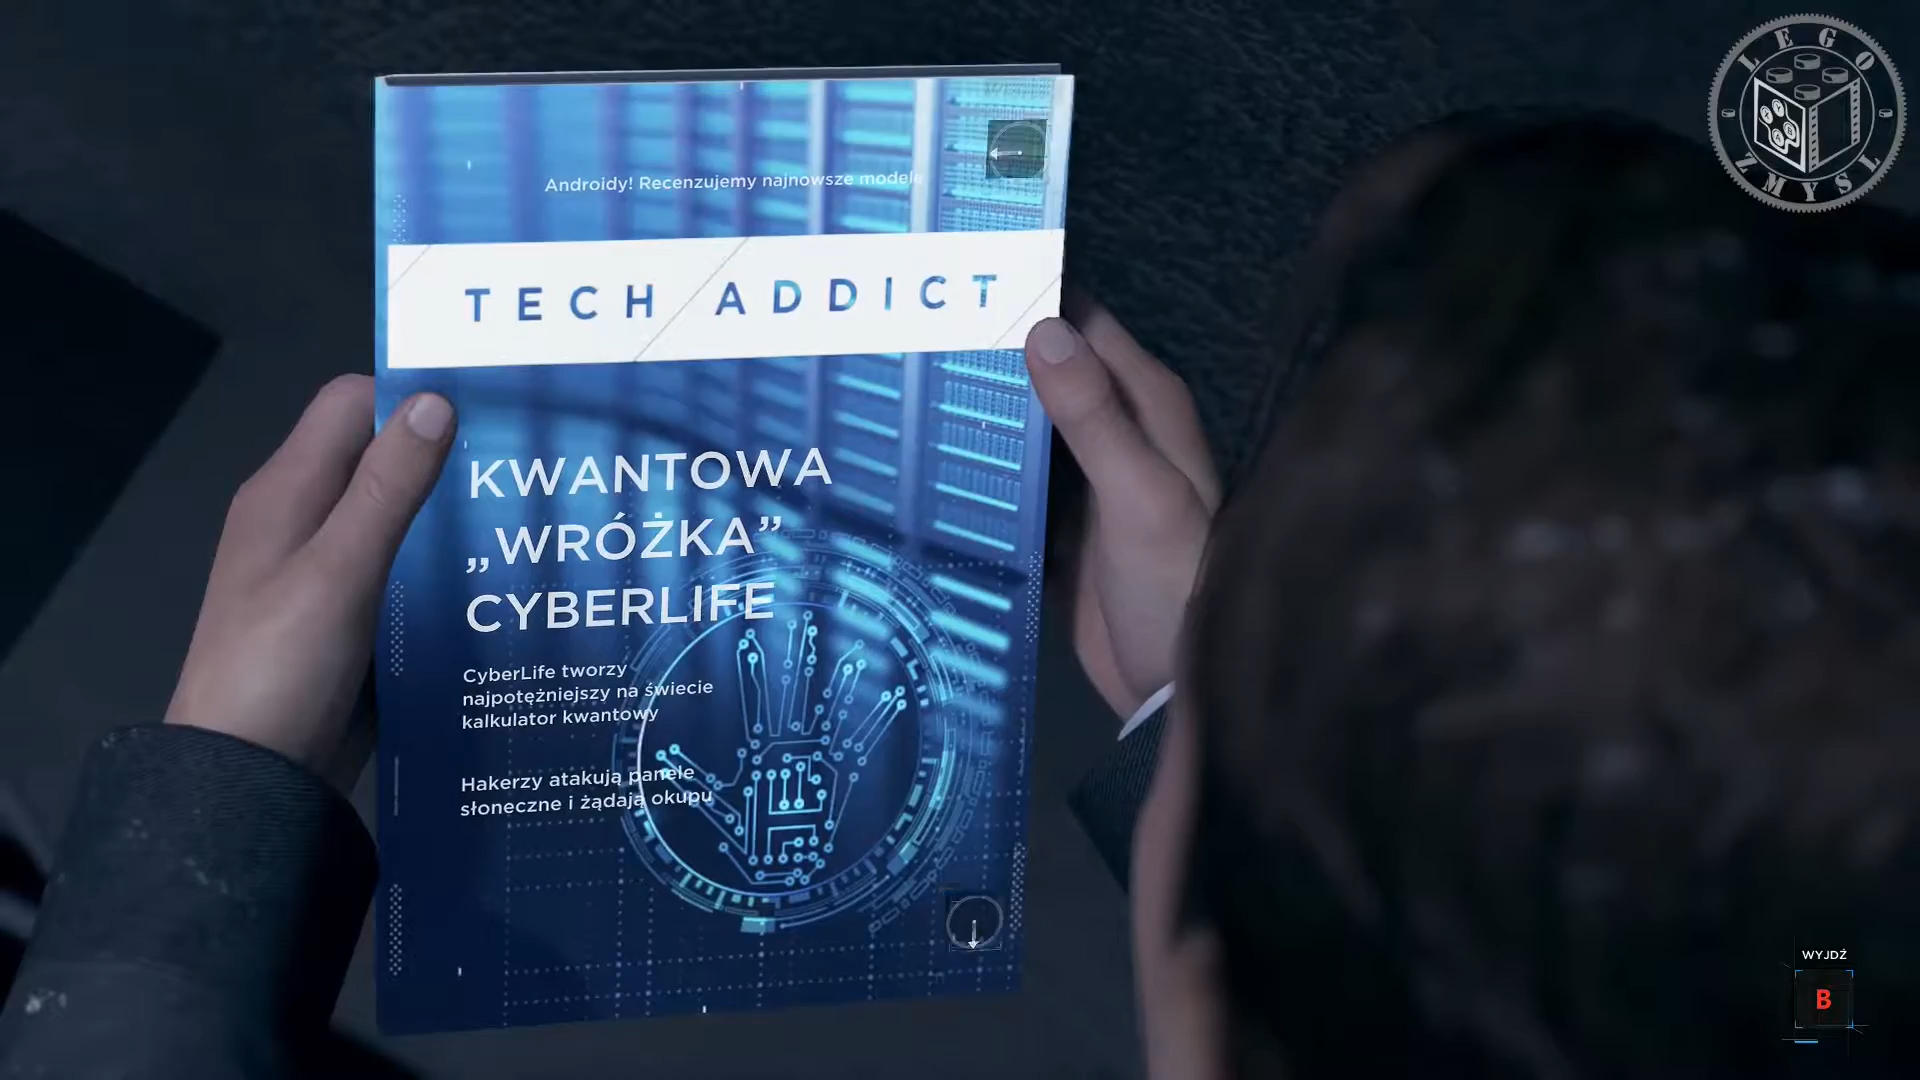 Androidy! Recenzujemy najnowsze modele
TECH ADDICT
KWANTOWA
„WRÓŻKA”
CYBERLIFE
CyberLife tworzy
najpotężniejszy na świecie
kalkulator kwantowy
Hakerzy atakują panele
słoneczne i żądają okupu
LEGO
ZMYSL
WYJDŹ
B